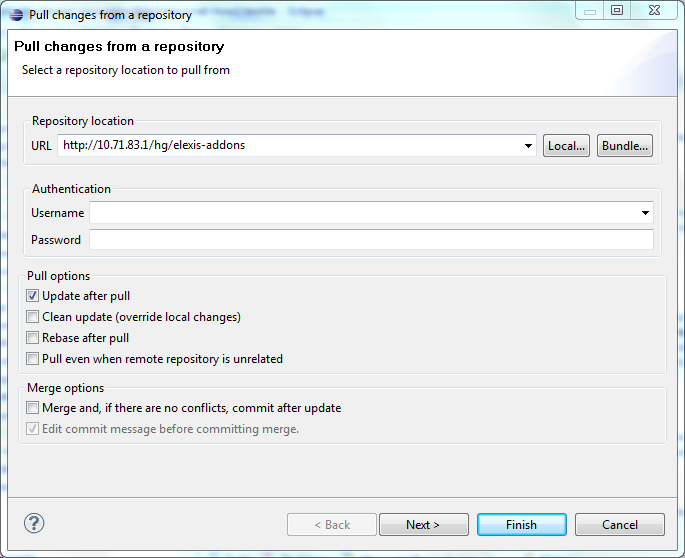 Pull changes from a repository
Pull changes from a repository
Select a repository location to pull from
Repository location
URL http://10.71.83.1/hg/elexis-addons Local... Bundle...
Authentication
Username
Password
Pull options
Update after pull
Clean update (override local changes)
Rebase after pull
Pull even when remote repository is unrelated
Merge options
Merge and, if there are no conflicts, commit after update
Edit commit message before committing merge.
? < Back Next > Finish Cancel